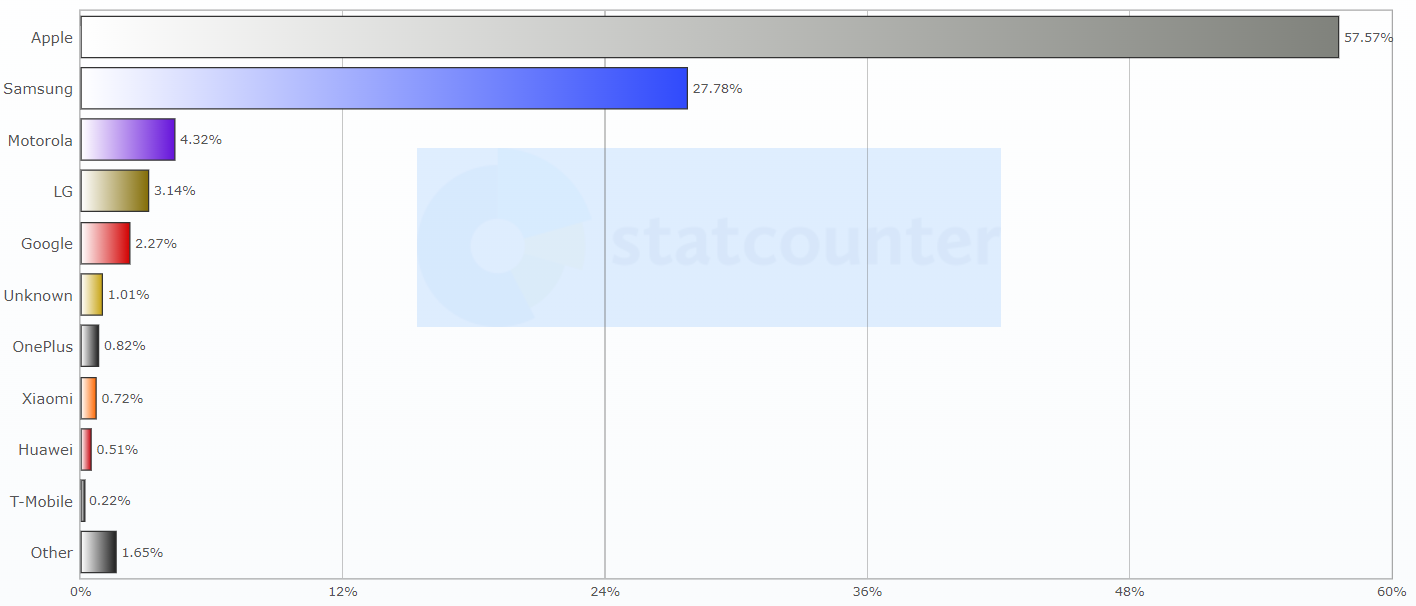 Apple 57.57%
Samsung 27.78%
Motorola 4.32%
LG 3.14%
Google 2.27%
Unknown 1.01%
OnePlus 0.82%
Xiaomi 0.72%
Huawei 0.51%
T-Mobile 0.22%
Other 1.65%
0% 12% 24% 36% 48% 60%
statcounter